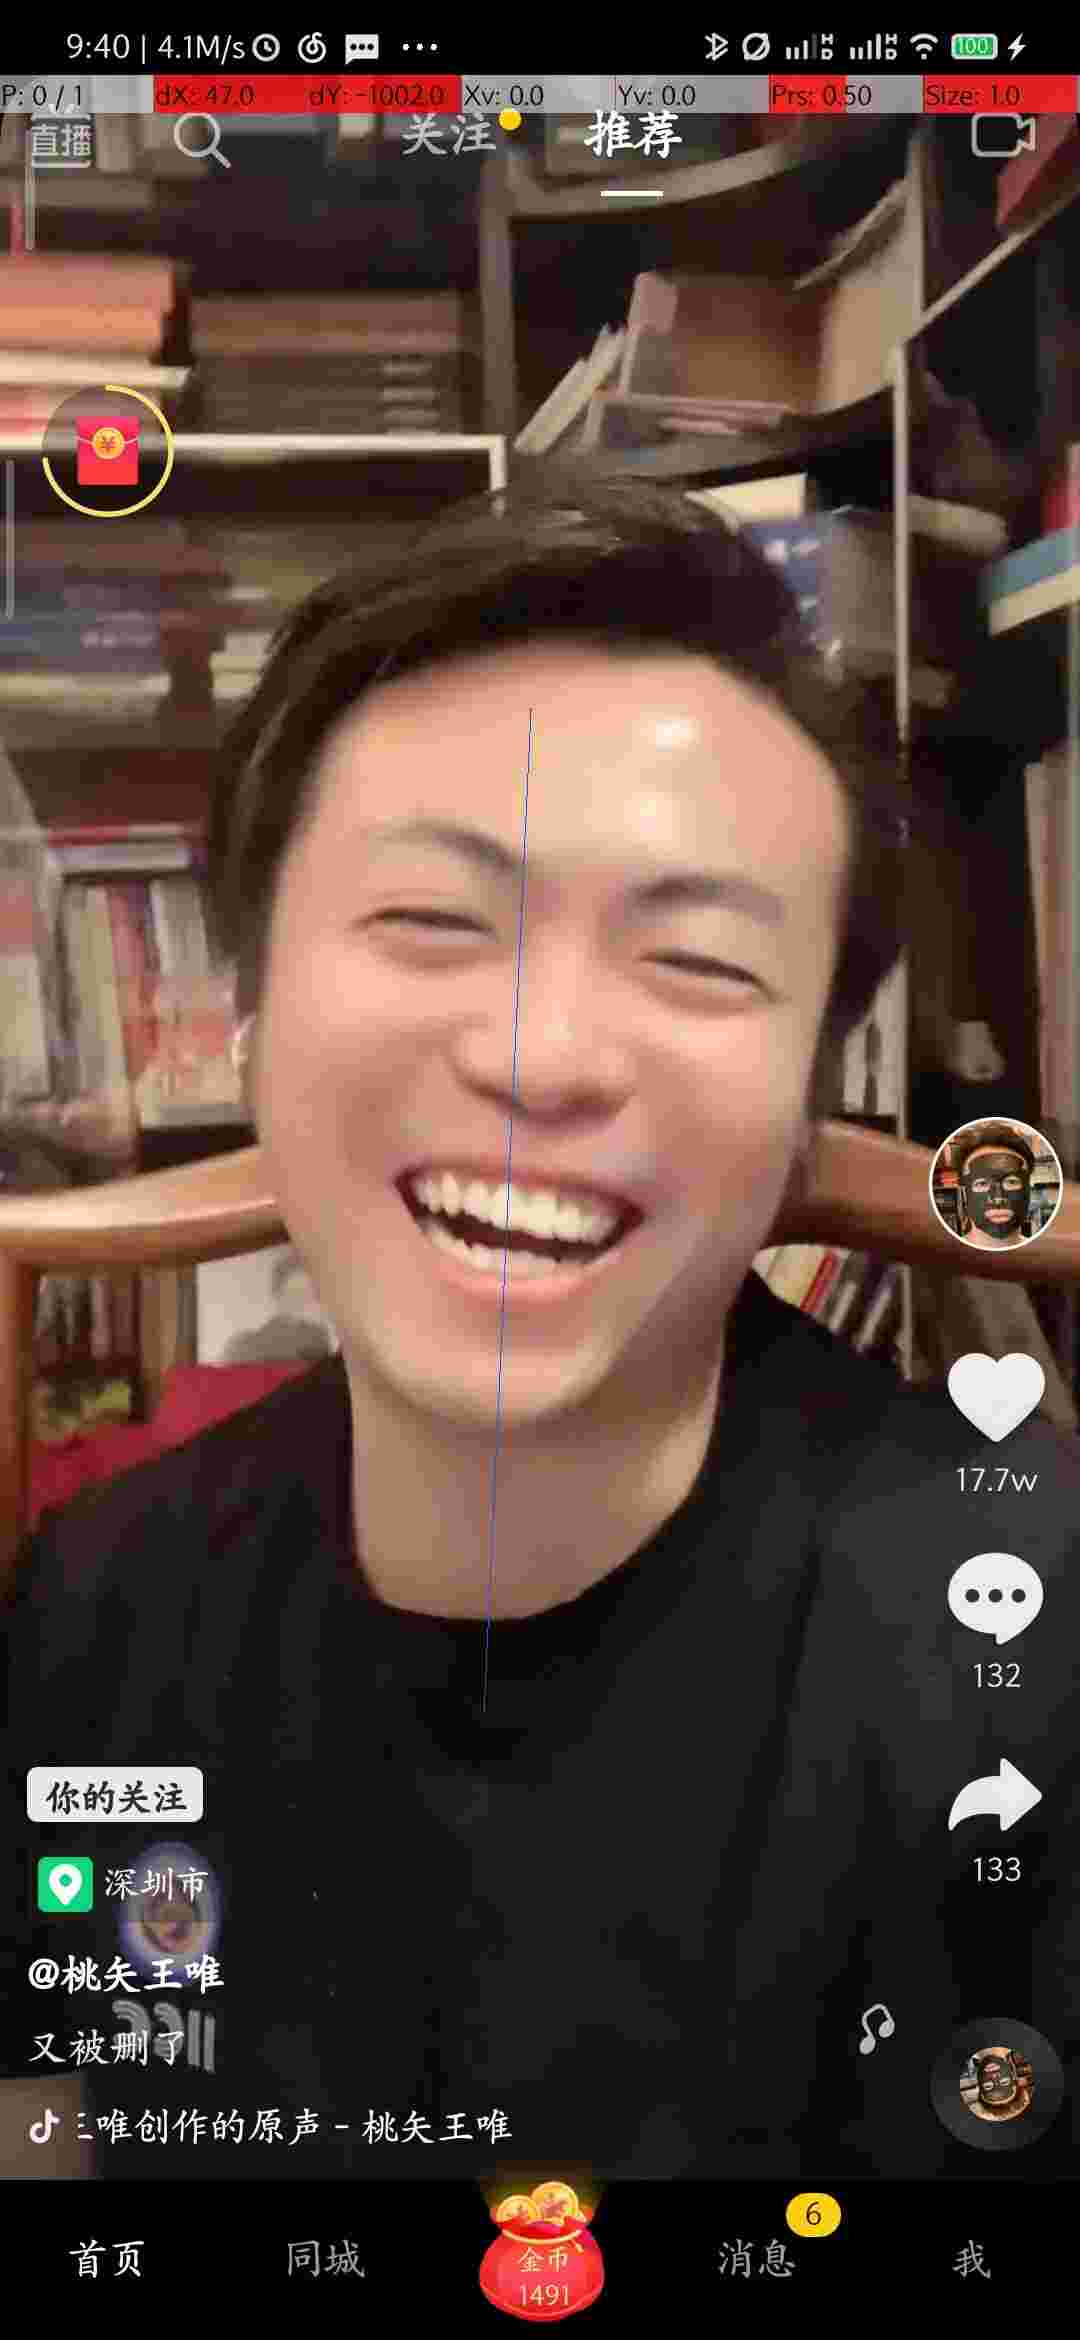 9:40 | 4.1M/s
100
P: 0 / 1 dX: 47.0 dY: -1002.0 Xv: 0.0 Yv: 0.0 Prs: 0.50 Size: 1.0
直播 关注 推荐
17.7w
132
你的关注
133
深圳市
@桃矢王唯
又被删了
唯创作的原声 - 桃矢王唯
6
首页 同城 金币 消息 我
1491